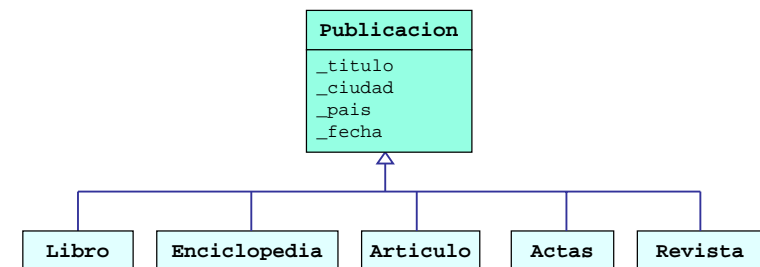 Publicacion
_titulo
_ciudad
_pais
_fecha
Libro Enciclopedia Articulo Actas Revista